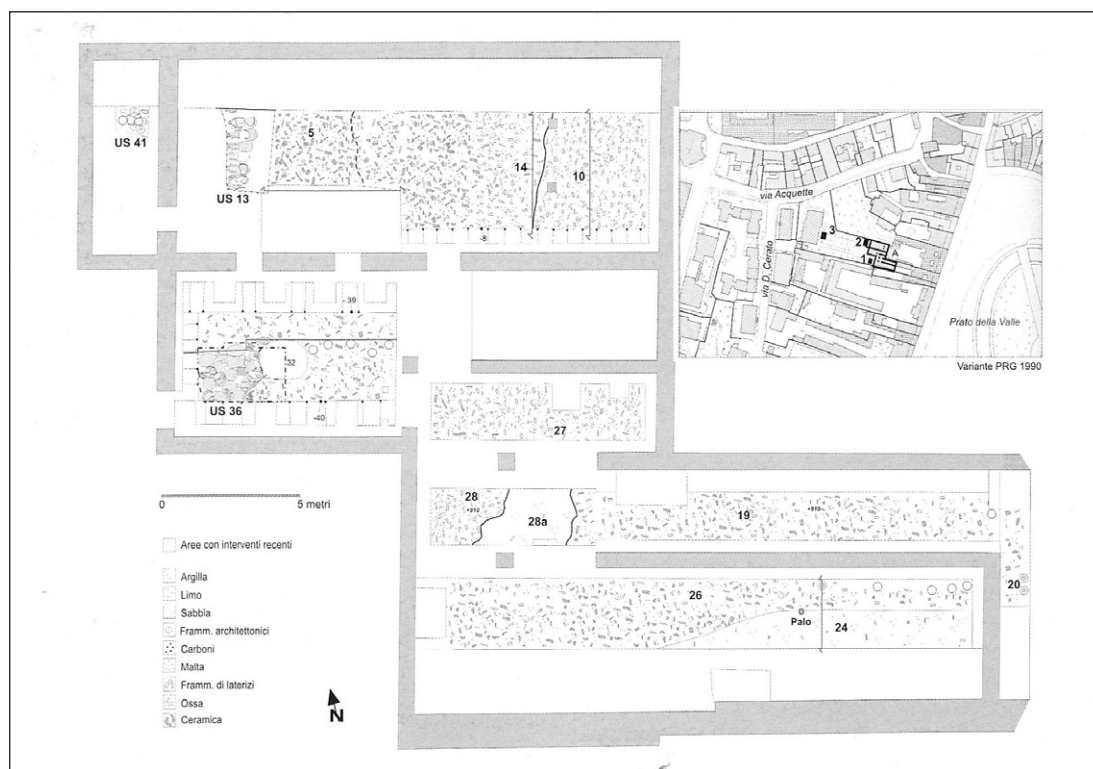 US 41
US 13
5
14
10
-8
via Acquette
via D. Cerato
3
2
A
1
Prato della Valle
Variante PRG 1990
- 39
32
US 36
-40
27
28
28a
19
20
26
Palo
24
0 5 metri
Aree con interventi recenti
Argilla
Limo
Sabbia
Framm. architettonici
Carboni
Malta
Framm. di laterizi
Ossa
Ceramica
N